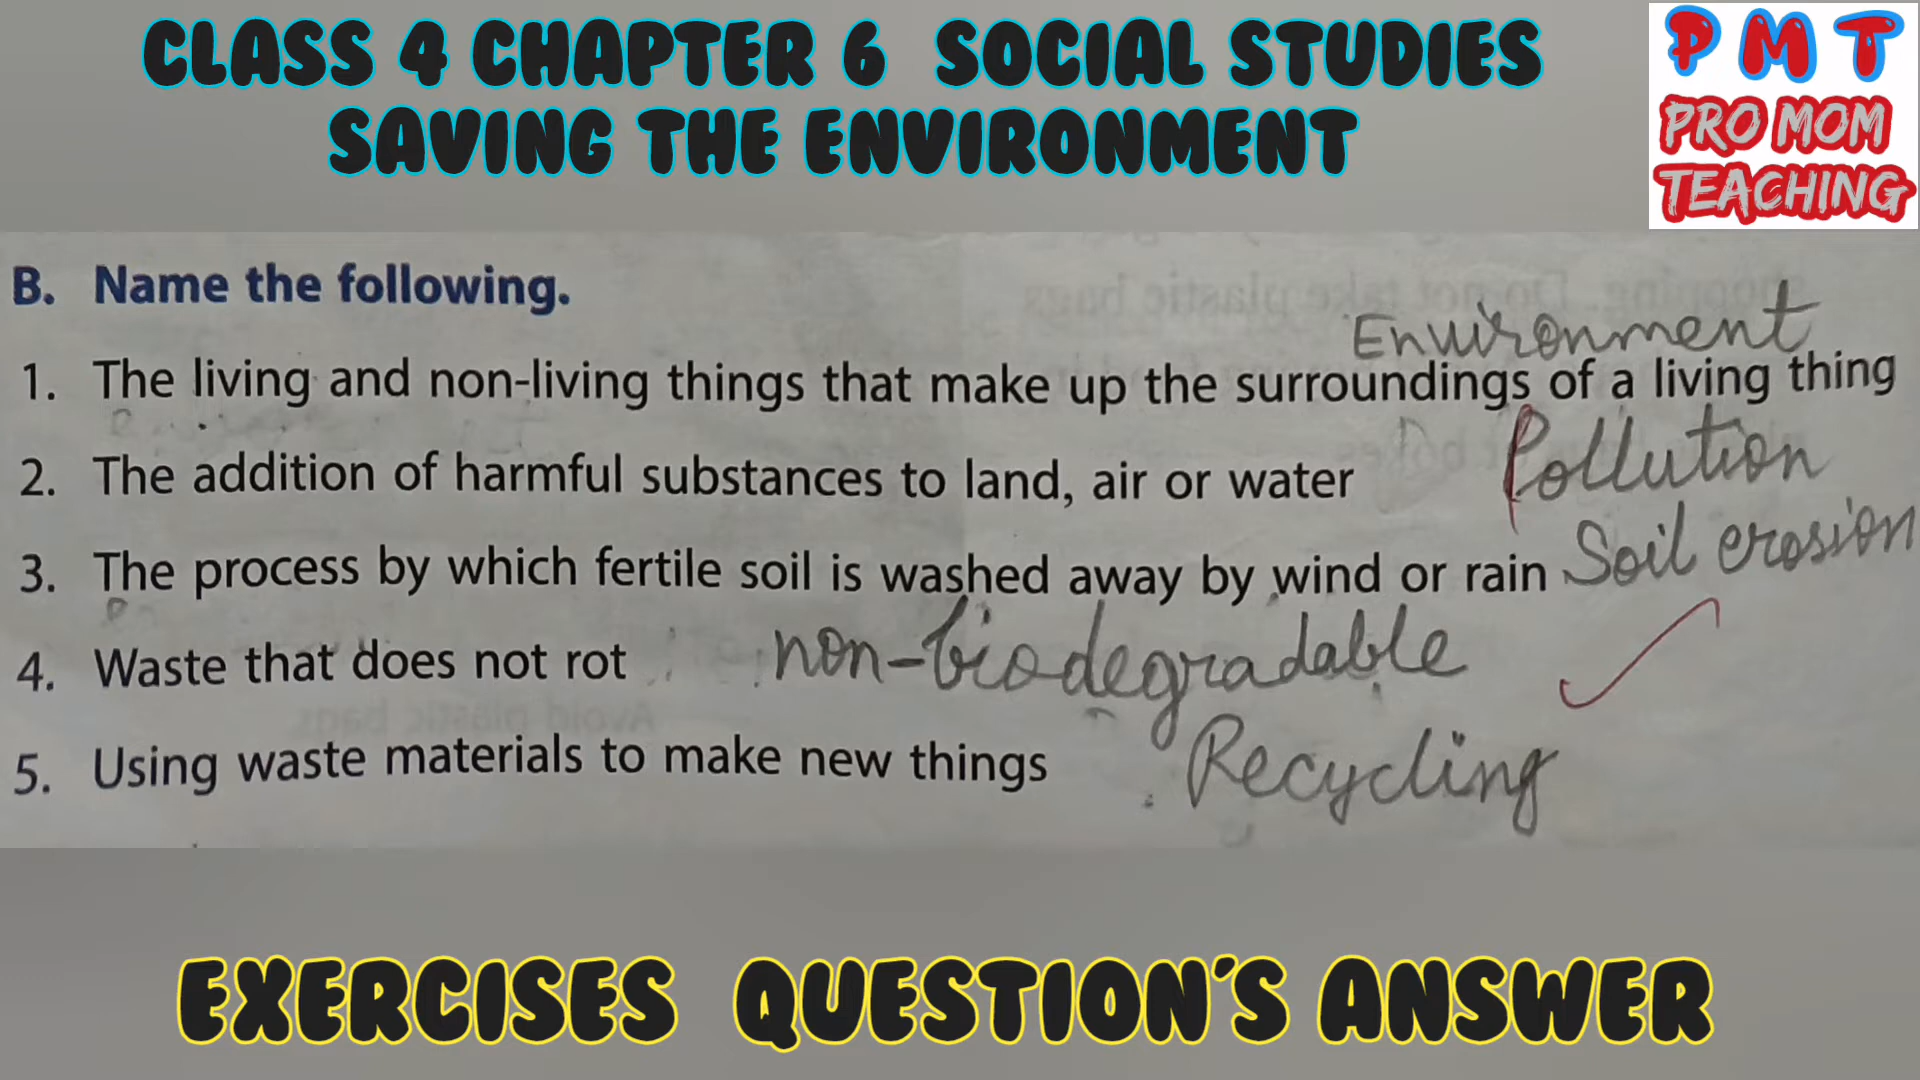 CLASS 4 CHAPTER 6 SOCIAL STUDIES
SAVING THE ENVIRONMENT
PMT
PRO MOM
TEACHING
B. Name the following.
Environment
1. The living and non-living things that make up the surroundings of a living thing
2. The addition of harmful substances to land, air or water Pollution
3. The process by which fertile soil is washed away by wind or rain Soil erosion
4. Waste that does not rot non-biodegradable
5. Using waste materials to make new things Recycling
EXERCISES QUESTION'S ANSWER